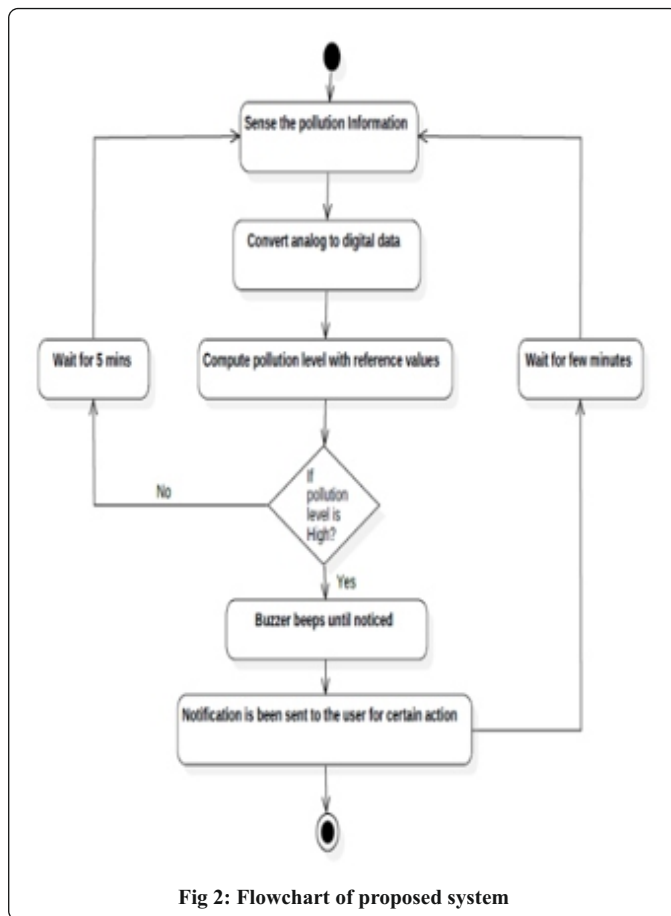 Sense the pollution Information
Convert analog to digital data
Wait for 5 mins
Compute pollution level with reference values
Wait for few minutes
If
pollution
level is
High?
No
Yes
Buzzer beeps until noticed
Notification is been sent to the user for certain action
Fig 2: Flowchart of proposed system